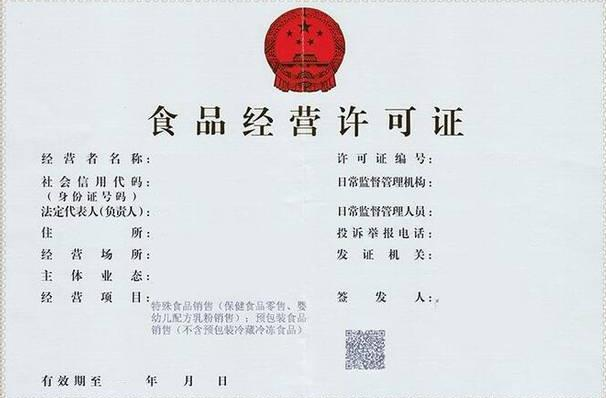 食品经营许可证
经营者名称：
许可证编号：
社会信用代码：
（身份证号码）
日常监督管理机构：
法定代表人(负责人)：
日常监督管理人员：
住所：
投诉举报电话：
经营场所：
发证机关：
主体业态：
经营项目：
特殊食品销售（保健食品零售、婴
幼儿配方乳粉销售）；预包装食品
销售（不含预包装冷藏冷冻食品）
签发人：
有效期至 年 月 日